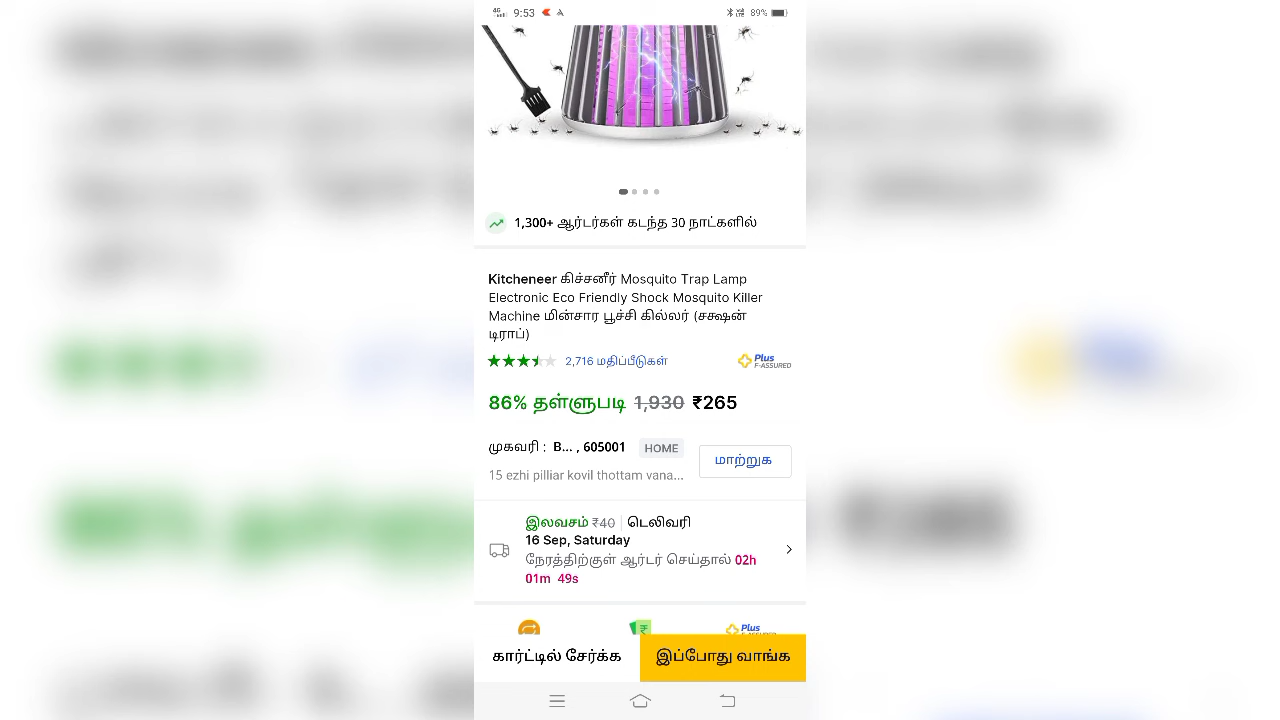 4G 9:53 89%
1,300+ ஆர்டர்கள் கடந்த 30 நாட்களில்
Kitcheneer கிச்சனீர் Mosquito Trap Lamp
Electronic Eco Friendly Shock Mosquito Killer
Machine மின்சார பூச்சி கில்லர் (சக்ஷன்
டிராப்)
2,716 மதிப்பீடுகள் Plus
F-ASSURED
86% தள்ளுபடி 1,930 ₹265
முகவரி : B... , 605001 HOME
மாற்றுக
15 ezhi pilliar kovil thottam vana...
இலவசம் ₹40 டெலிவரி
16 Sep, Saturday
நேரத்திற்குள் ஆர்டர் செய்தால் 02h
01m 49s
Plus
கார்ட்டில் சேர்க்க இப்போது வாங்க